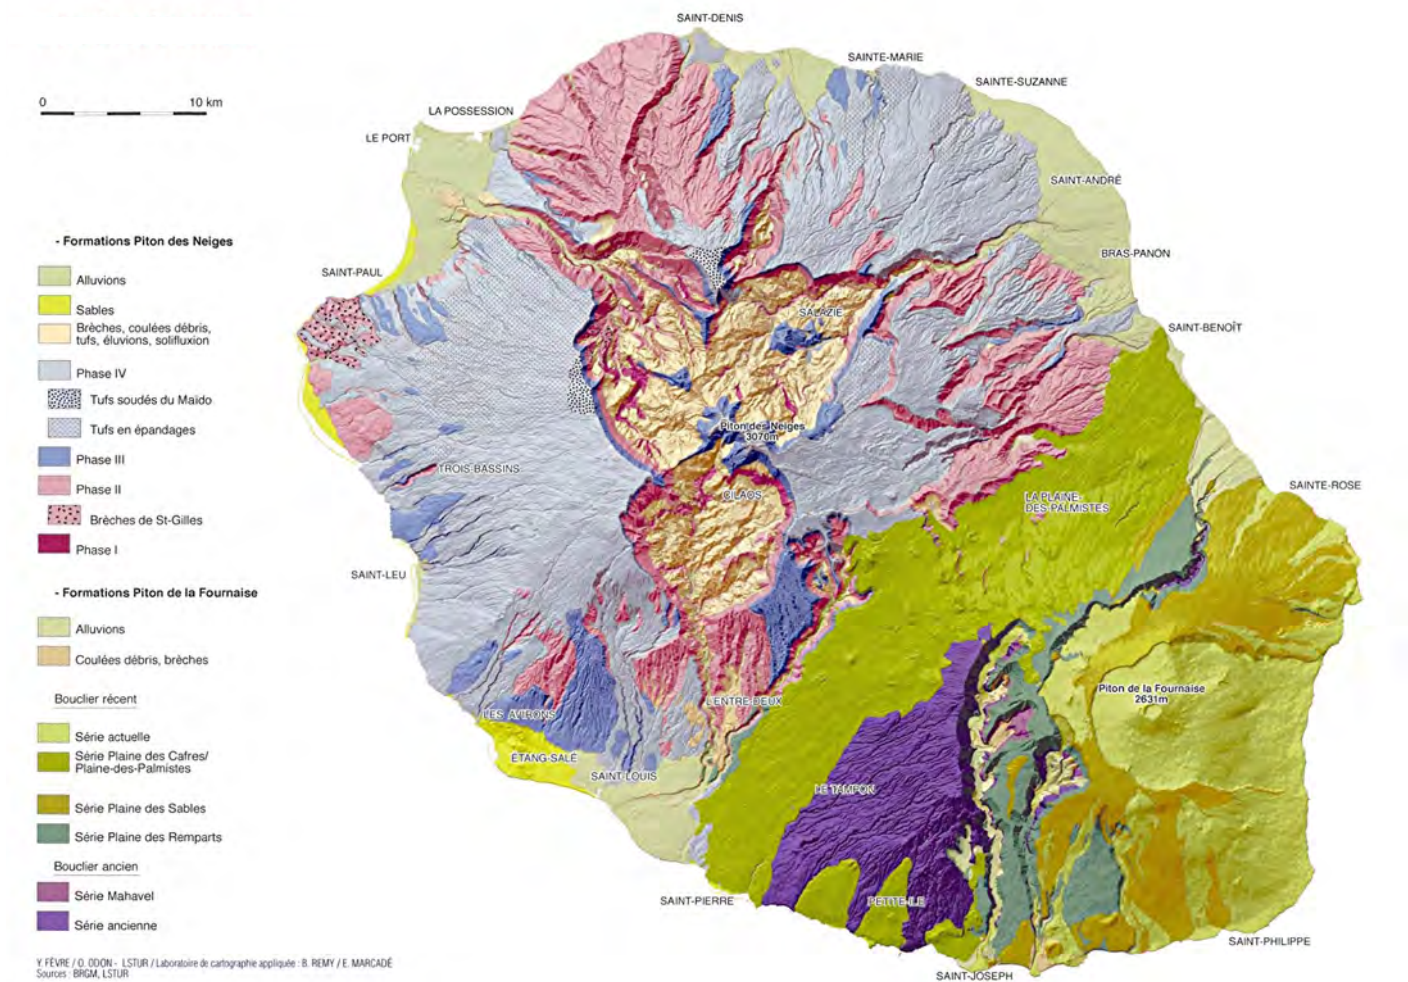 SAINT-DENIS
SAINTE-MARIE
SAINTE-SUZANNE
0 10 km
LA POSSESSION
LE PORT
SAINT-ANDRÉ
- Formations Piton des Neiges
BRAS-PANON
SAINT-PAUL
Alluvions
Sables
SALAZIE
Brèches, coulées débris,
tufs, éluvions, solifluxion
SAINT-BENOÎT
Phase IV
Tufs soudés du Maïdo
Tufs en épandages
Piton des Neiges
3070m
Phase III
TROIS-BASSINS
Phase II
SAINTE-ROSE
CILAOS
LA PLAINE-
DES-PALMISTES
Brèches de St-Gilles
Phase I
SAINT-LEU
- Formations Piton de la Fournaise
Alluvions
Coulées débris, brèches
Piton de la Fournaise
2631m
Bouclier récent
L'ENTRE-DEUX
LES AVIRONS
Série actuelle
Série Plaine des Cafres/
Plaine-des-Palmistes
ÉTANG-SALÉ
SAINT-LOUIS
LE TAMPON
Série Plaine des Sables
Série Plaine des Remparts
Bouclier ancien
Série Mahavel
SAINT-PIERRE
PETITE-ILE
Série ancienne
SAINT-PHILIPPE
Y. FÈVRE / O. ODON - LSTUR / Laboratoire de cartographie appliquée : B. REMY / E. MARCADÉ
Sources : BRGM, LSTUR
SAINT-JOSEPH